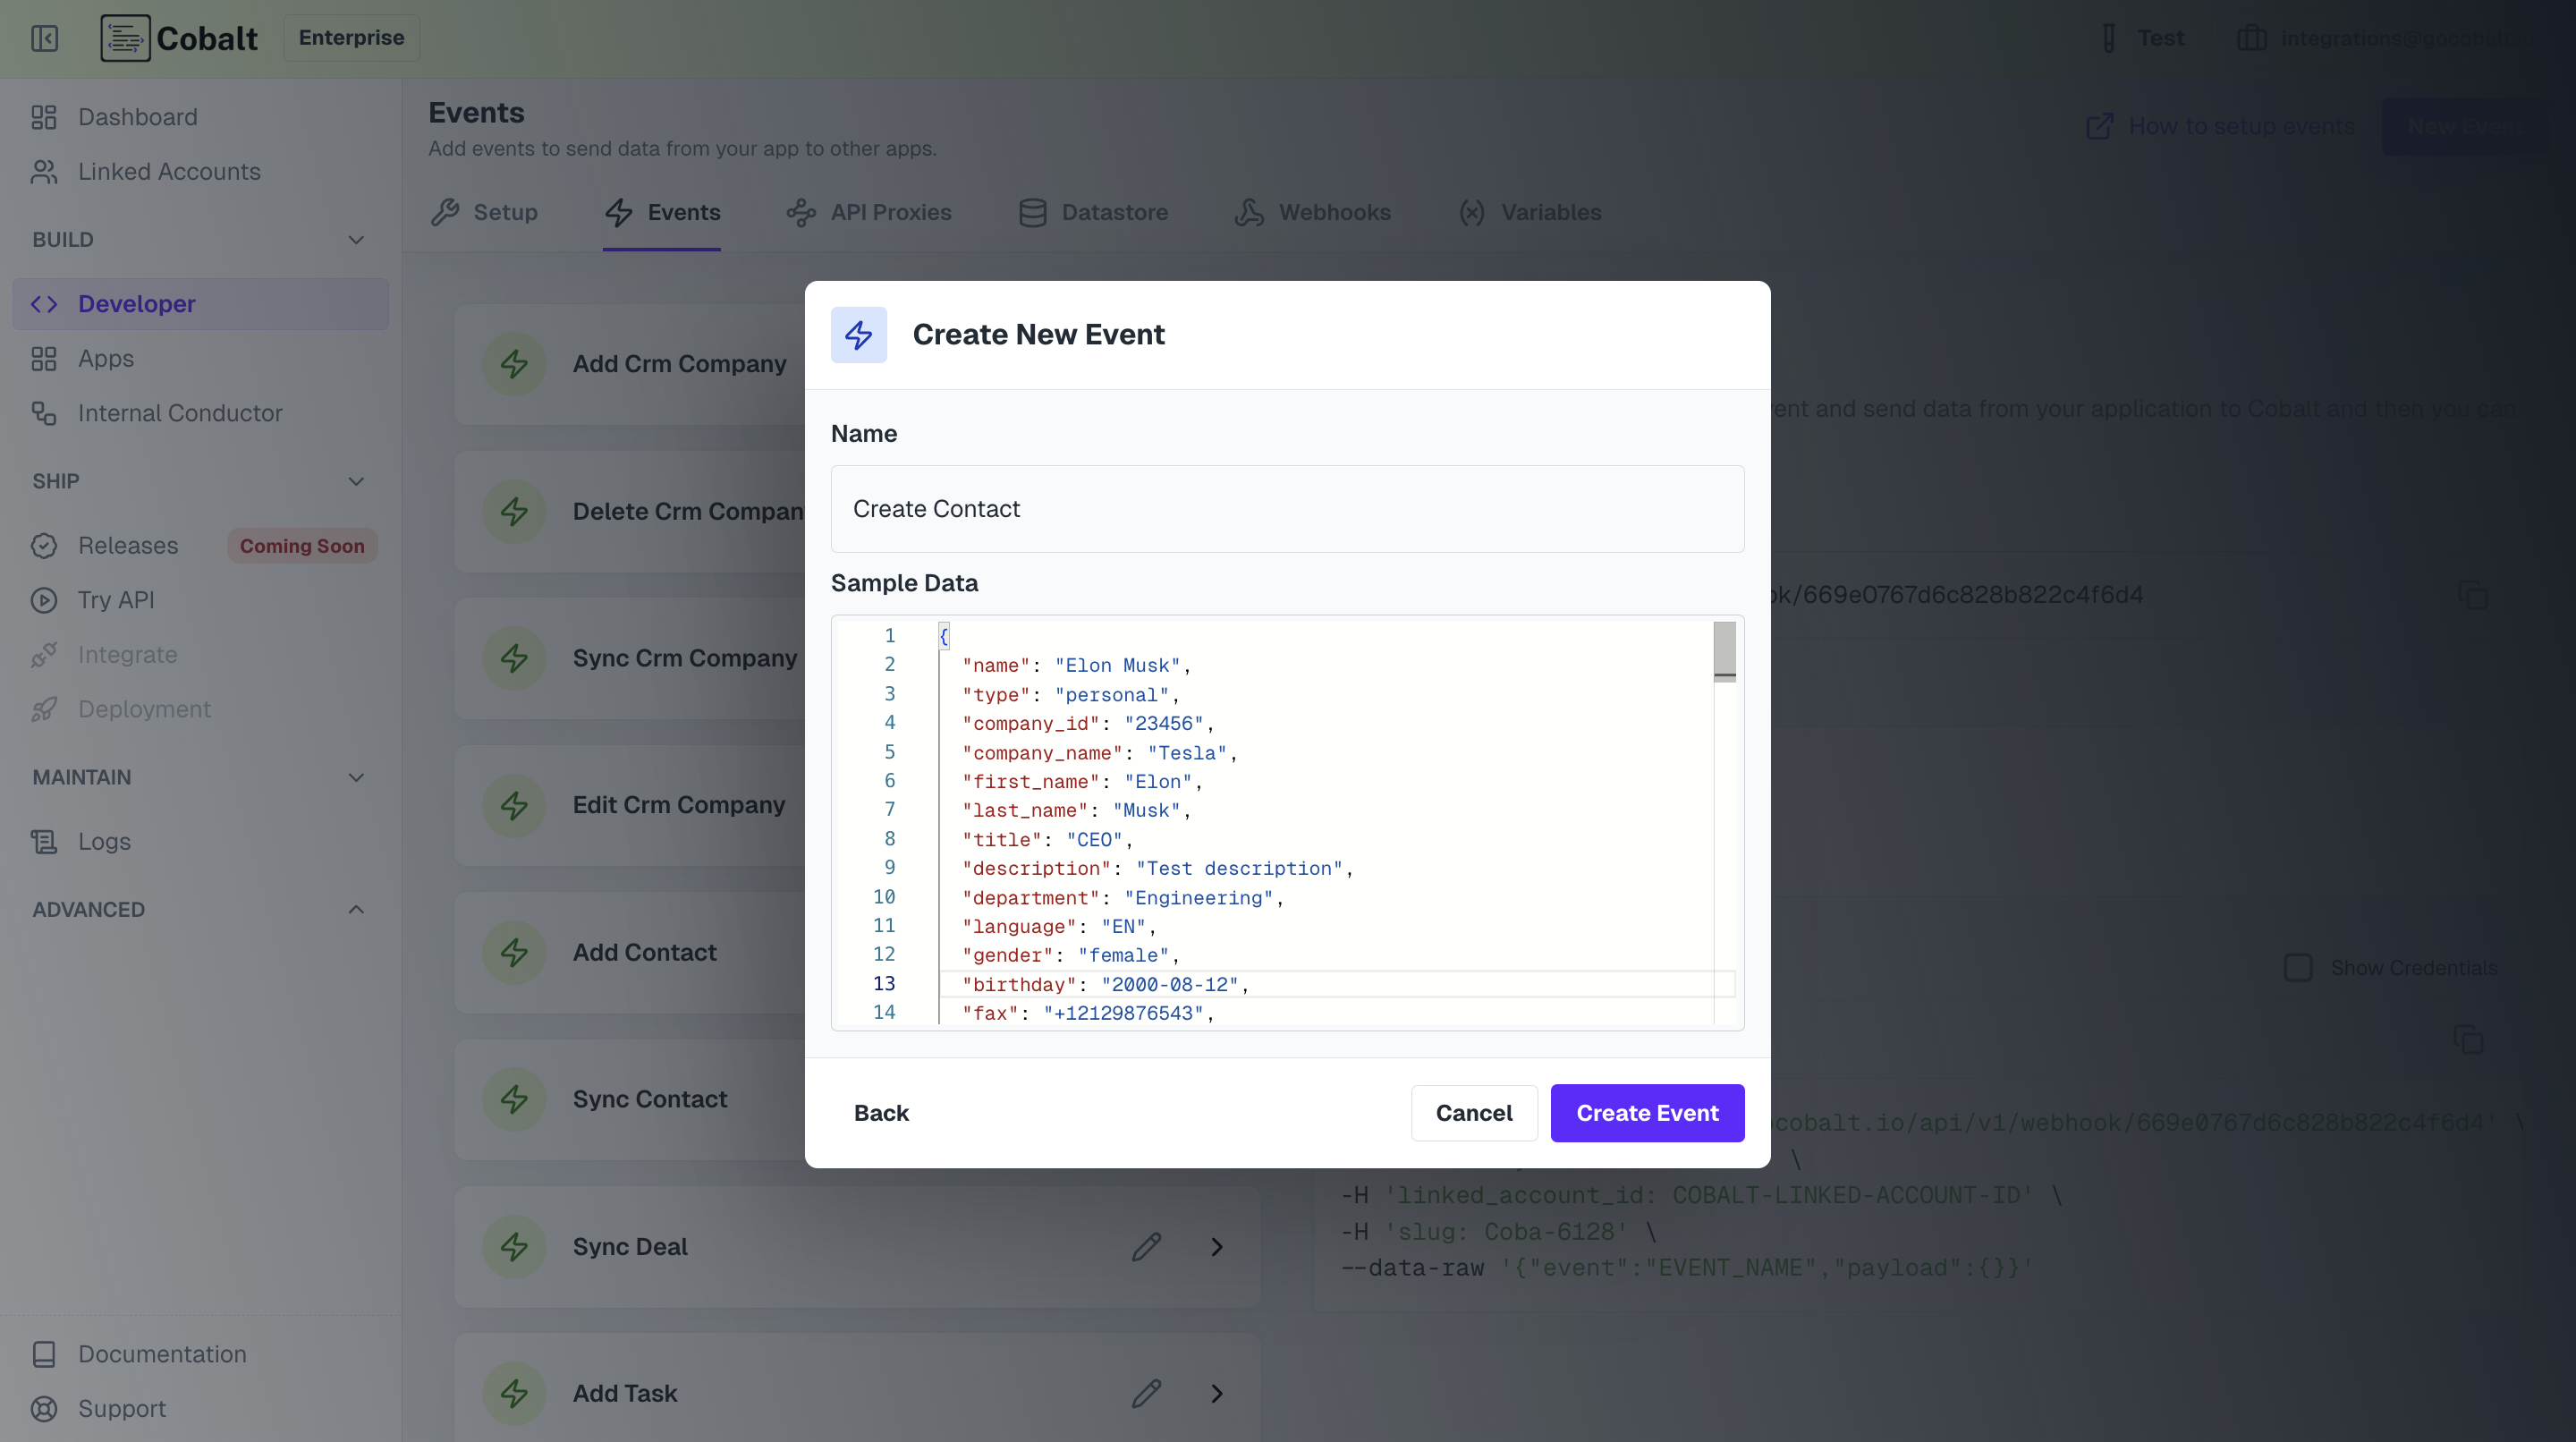 Cobalt
Enterprise
Test
integrations@gocobalt
Dashboard
Linked Accounts
BUILD
Developer
Apps
Internal Conductor
SHIP
Releases
Coming Soon
Try API
Integrate
Deployment
MAINTAIN
Logs
ADVANCED
Documentation
Support
Events
Add events to send data from your app to other apps.
How to setup events
New Event
Setup
Events
API Proxies
Datastore
Webhooks
Variables
Add Crm Company
Delete Crm Compan
Sync Crm Company
Edit Crm Company
Add Contact
Sync Contact
Sync Deal
Add Task
Create New Event
Name
Create Contact
Sample Data
1 {
2 "name": "Elon Musk",
3 "type": "personal",
4 "company_id": "23456",
5 "company_name": "Tesla",
6 "first_name": "Elon",
7 "last_name": "Musk",
8 "title": "CEO",
9 "description": "Test description",
10 "department": "Engineering",
11 "language": "EN",
12 "gender": "female",
13 "birthday": "2000-08-12",
14 "fax": "+12129876543",
Back
Cancel
Create Event
ent and send data from your application to Cobalt and then you can
ok/669e0767d6c828b822c4f6d4
Show Credentials
cobalt.io/api/v1/webhook/669e0767d6c828b822c4f6d4' \
\
-H 'linked_account_id: COBALT-LINKED-ACCOUNT-ID' \
-H 'slug: Coba-6128' \
--data-raw '{"event":"EVENT_NAME","payload":{}}'